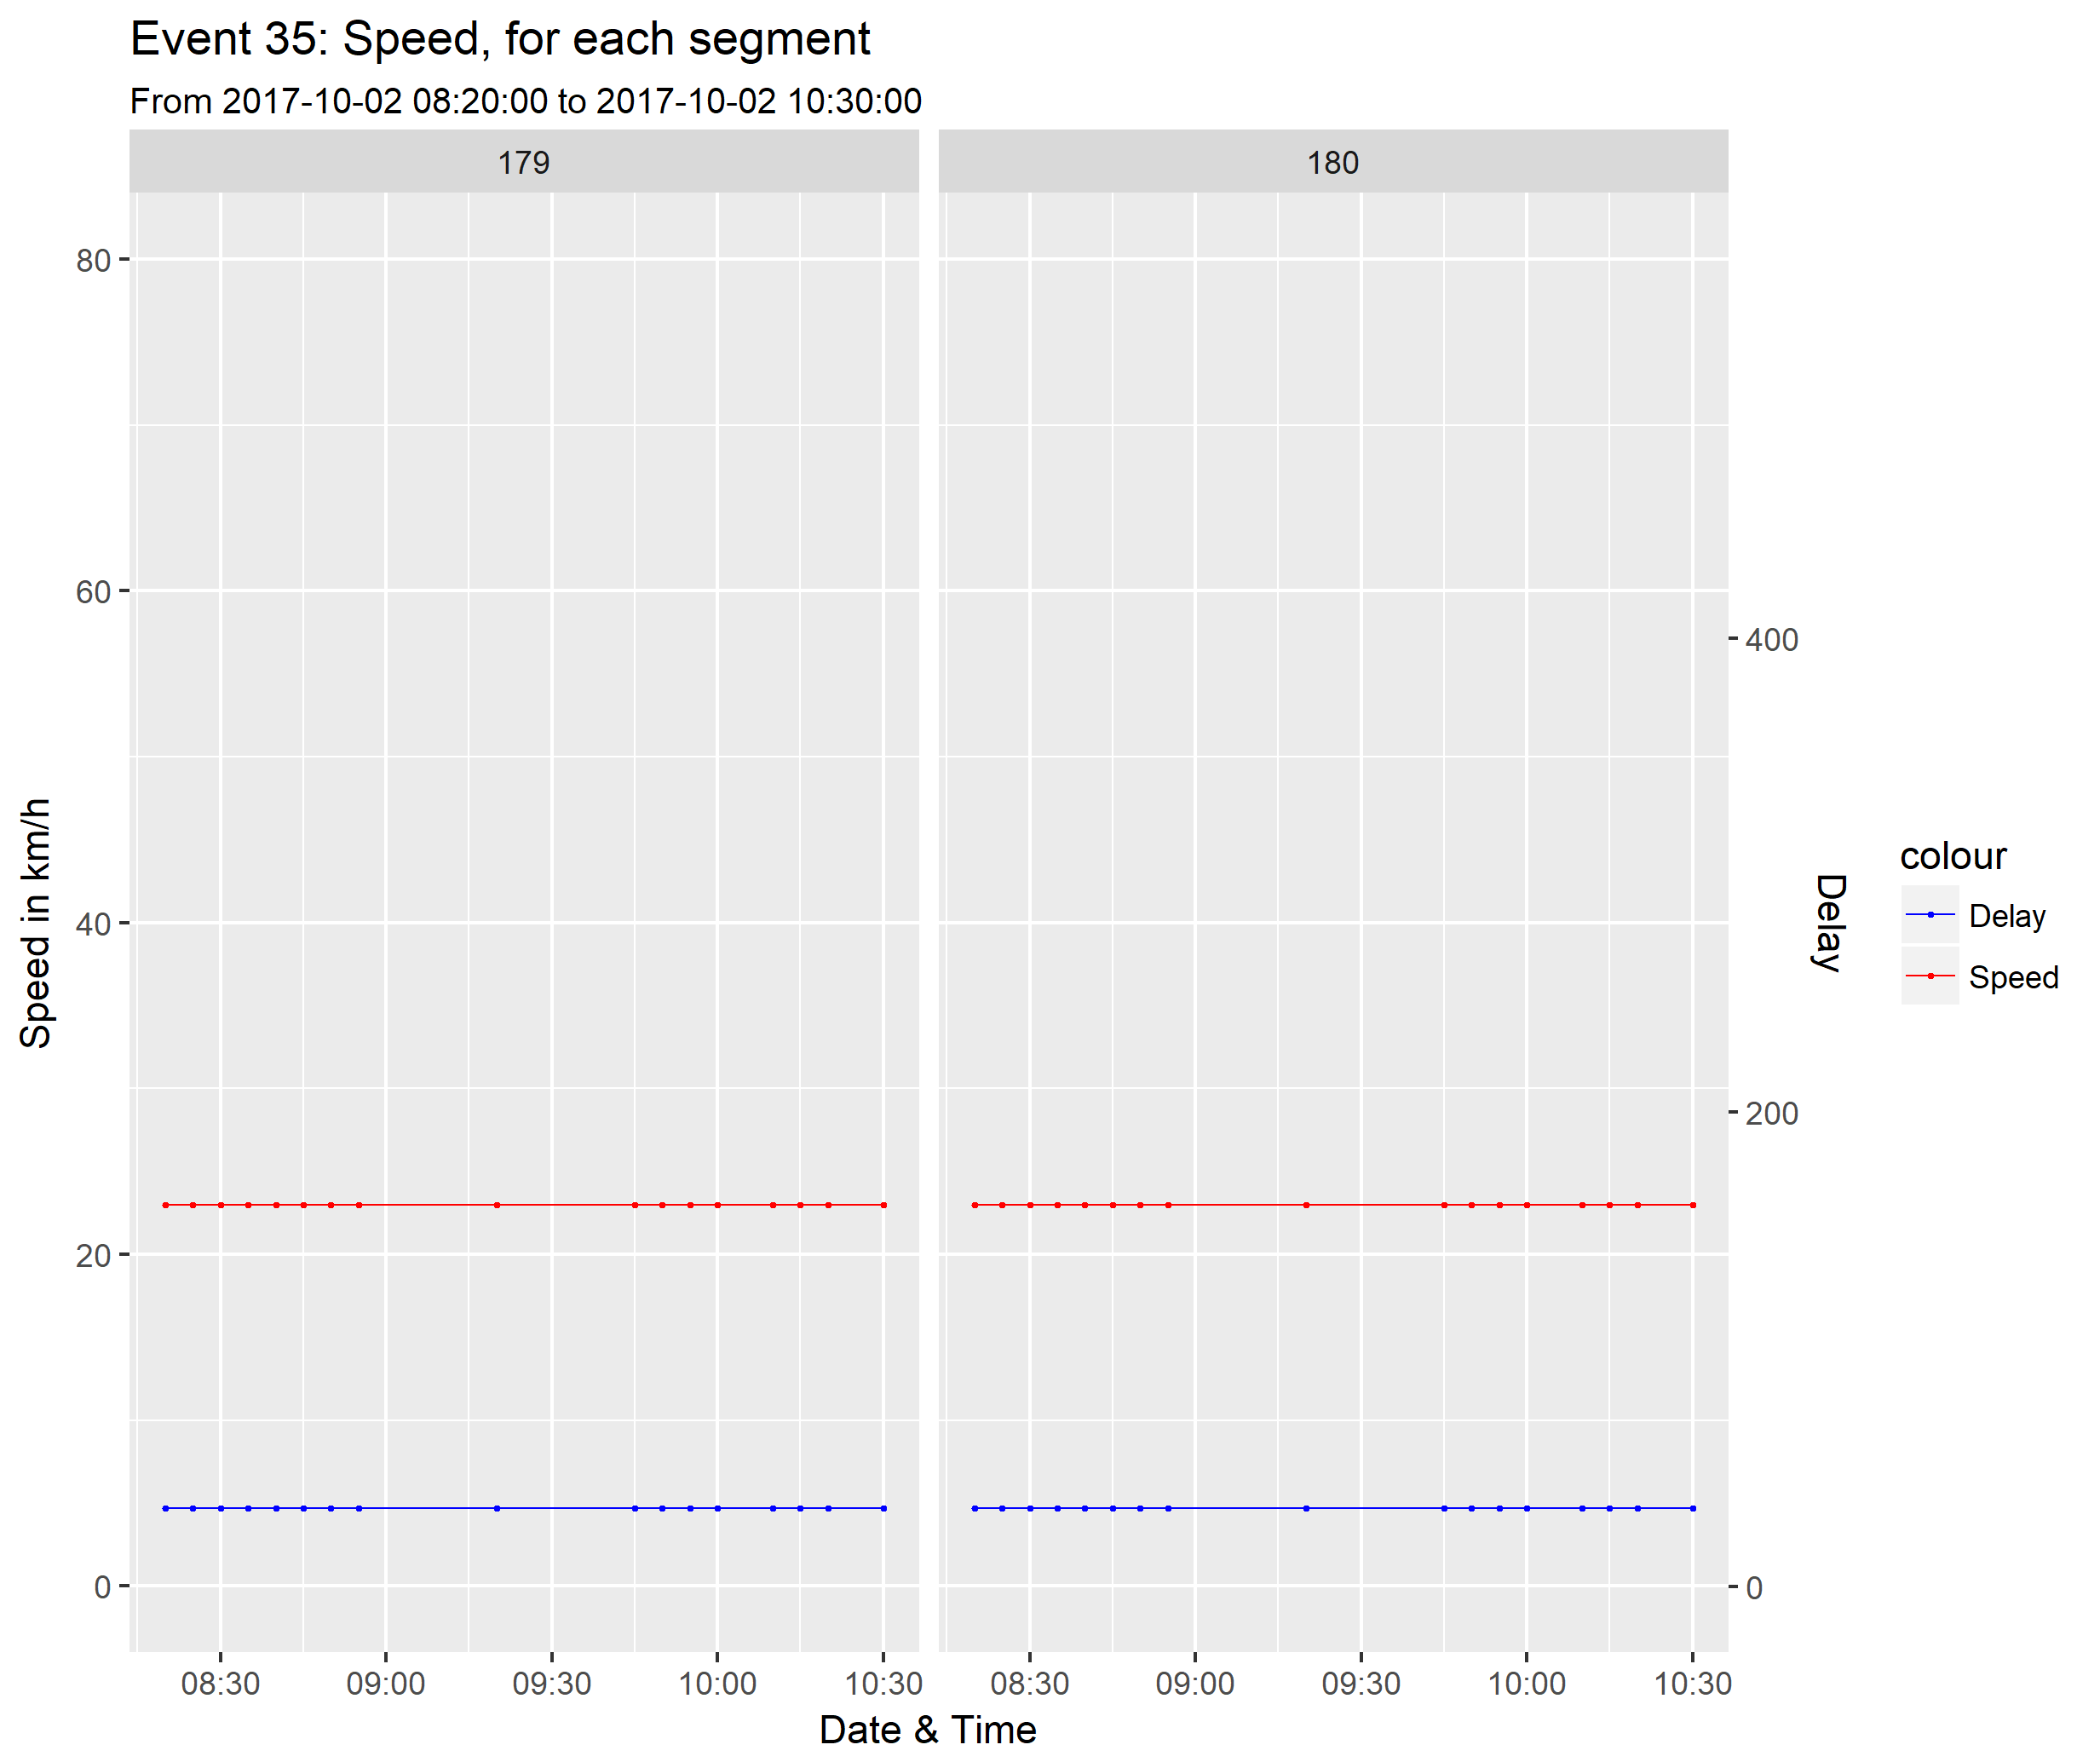 Event 35: Speed, for each segment
From 2017-10-02 08:20:00 to 2017-10-02 10:30:00
179
180
80
60
40
20
0
Speed in km/h
400
200
0
Delay
colour
Delay
Speed
08:30 09:00 09:30 10:00 10:30
08:30 09:00 09:30 10:00 10:30
Date & Time